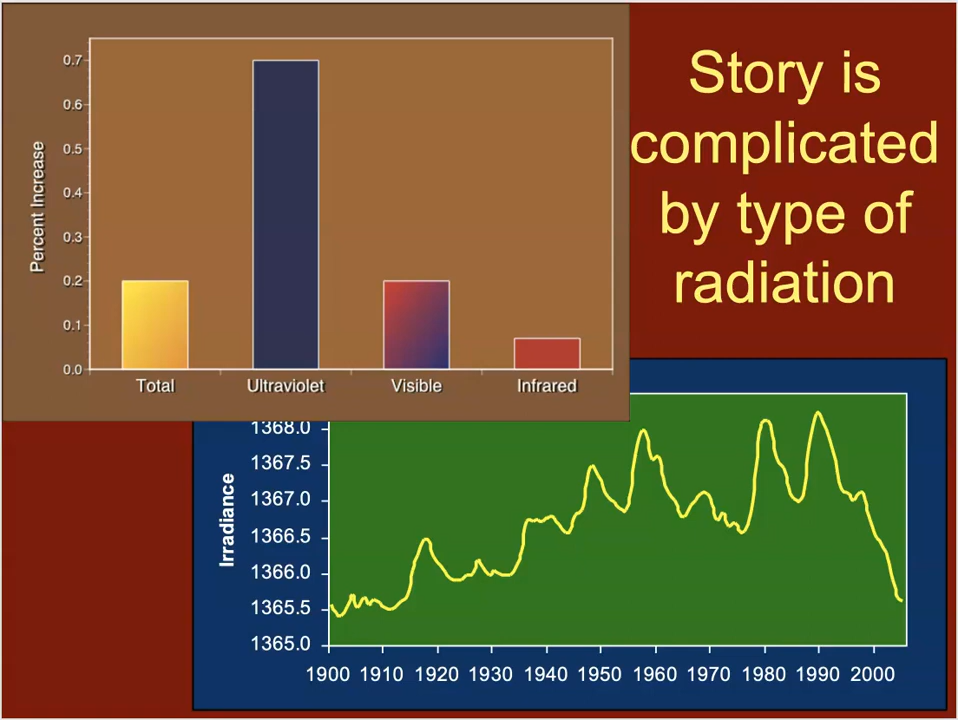 Story is
complicated
by type of
radiation
Percent Increase
0.7
0.6
0.5
0.4
0.3
0.2
0.1
0.0
Total Ultraviolet Visible Infrared
Irradiance
1368.0
1367.5
1367.0
1366.5
1366.0
1365.5
1365.0
1900 1910 1920 1930 1940 1950 1960 1970 1980 1990 2000